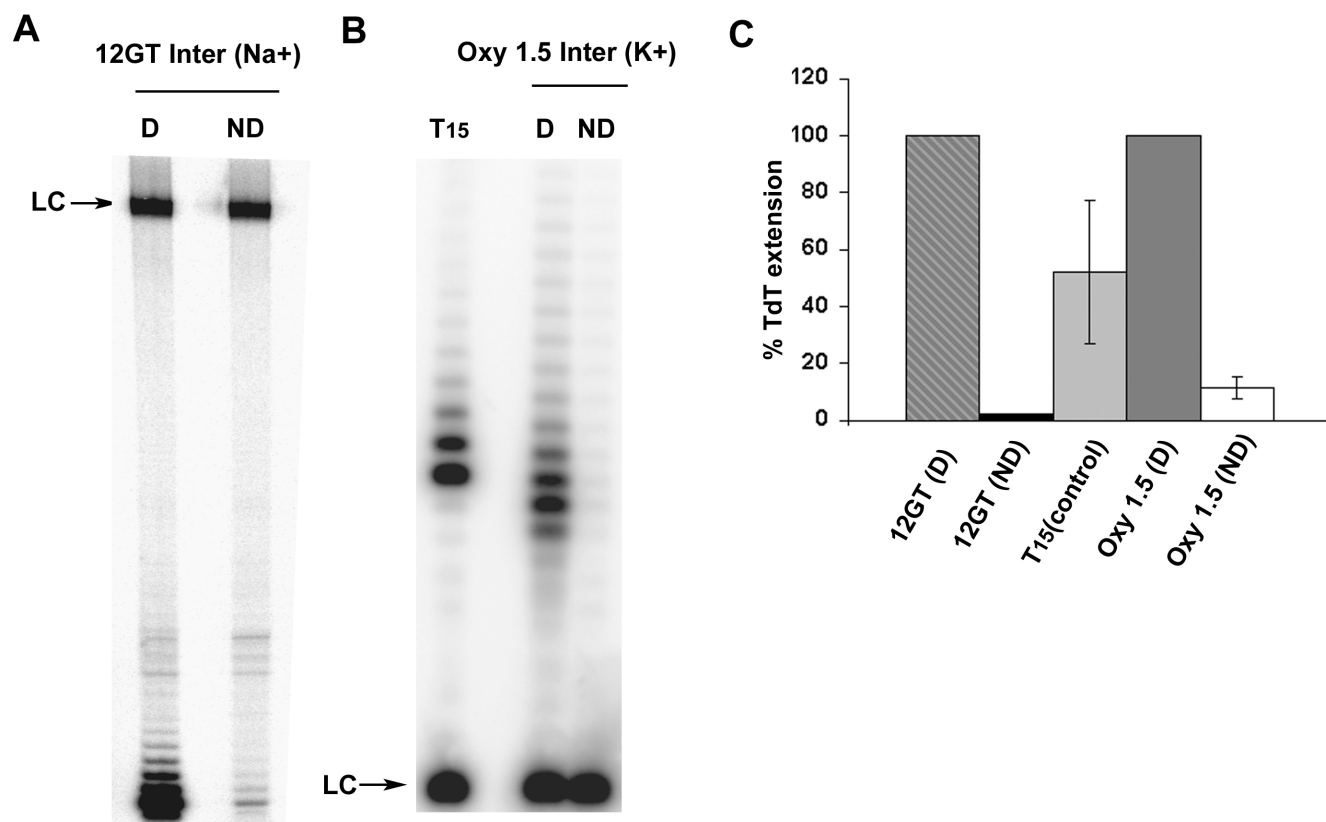 A
12GT Inter (Na+)
D ND
LC
B
Oxy 1.5 Inter (K+)
T15 D ND
LC
C
120
100
80
60
40
20
0
% TdT extension
12GT (D)
12GT (ND)
T15(control)
Oxy 1.5 (D)
Oxy 1.5 (ND)